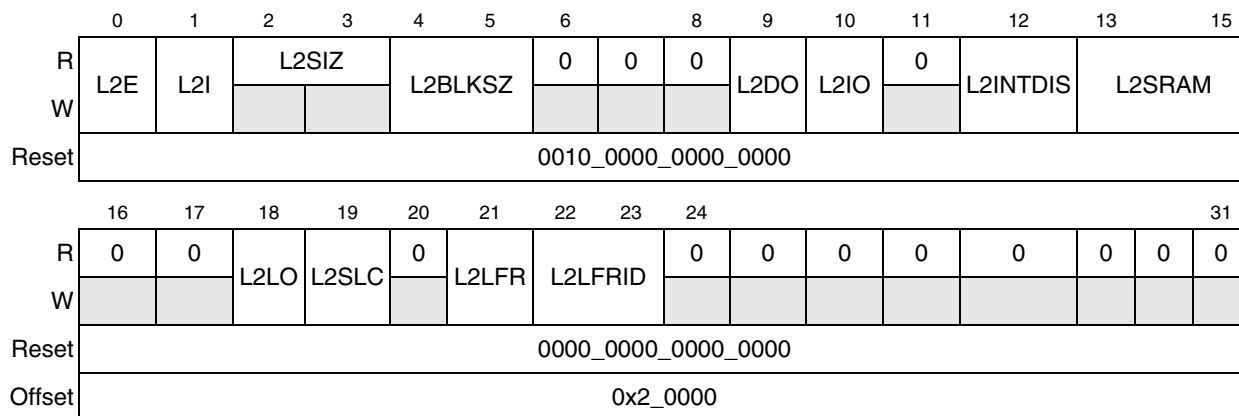 0 1 2 3 4 5 6 8 9 10 11 12 13 15
R L2E L2I L2SIZ L2BLKSZ 0 0 0 L2DO L2IO 0 L2INTDIS L2SRAM
W
Reset 0010_0000_0000_0000
16 17 18 19 20 21 22 23 24 31
R 0 0 L2LO L2SLC 0 L2LFR L2LFRID 0 0 0 0 0 0 0 0
W
Reset 0000_0000_0000_0000
Offset 0x2_0000